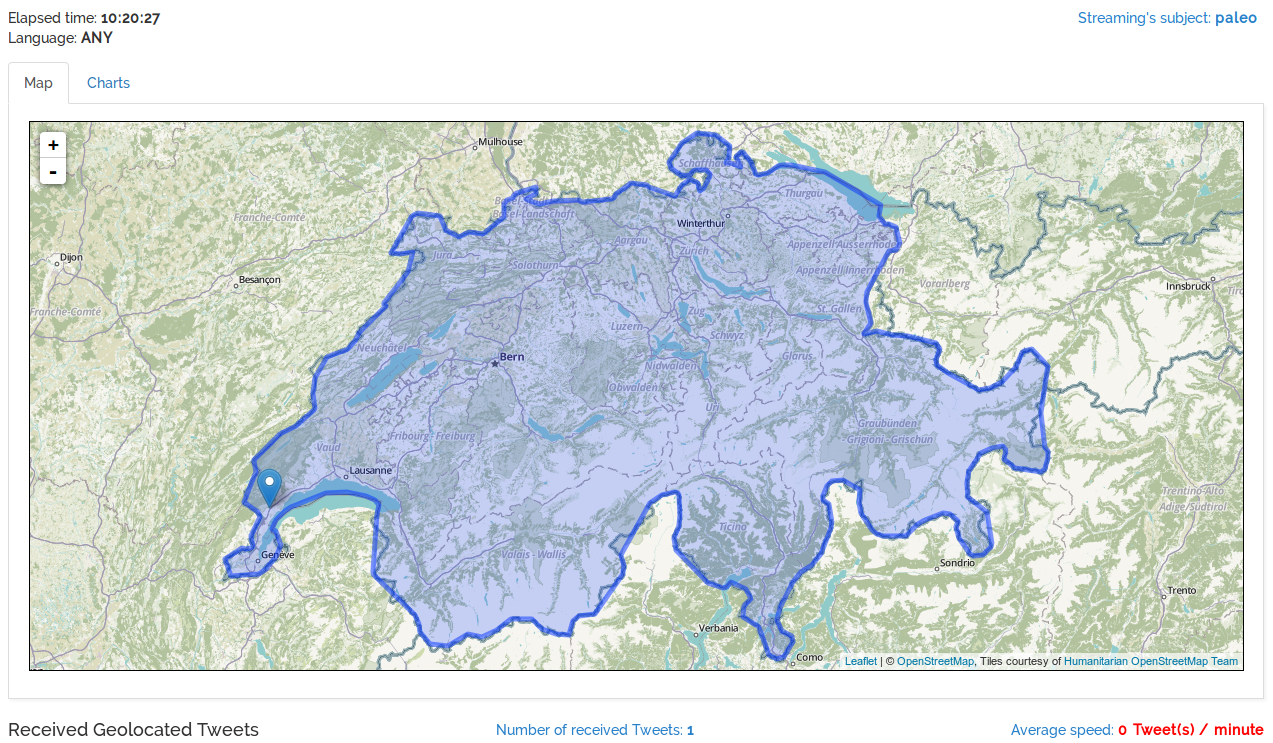 Elapsed time: 10:20:27
Streaming's subject: paleo
Language: ANY
Map
Charts
+
-
Mulhouse
Schaffhausen
Basel-Stadt
Thurgau
Basel-Landschaft
Franche-Comté
Winterthur
Aargau
Appenzell Ausserrhoden
Jura
Zürich
Dijon
Solothurn
Appenzell Innerrhoden
Besançon
Vorarlberg
Innsbruck
Franche-Comté
Zug
St. Gallen
Luzern
Schwyz
Neuchâtel
Bern
Glarus
Nidwalden
Obwalden
Uri
Graubünden
Grigioni - Grischun
Fribourg - Freiburg
Vaud
Lausanne
Trentino-Alto
Adige/Südtirol
Ticino
Genève
Valais - Wallis
Sondrio
Trento
Verbania
Como
Leaflet | © OpenStreetMap, Tiles courtesy of Humanitarian OpenStreetMap Team
Received Geolocated Tweets
Number of received Tweets: 1
Average speed: 0 Tweet(s) / minute